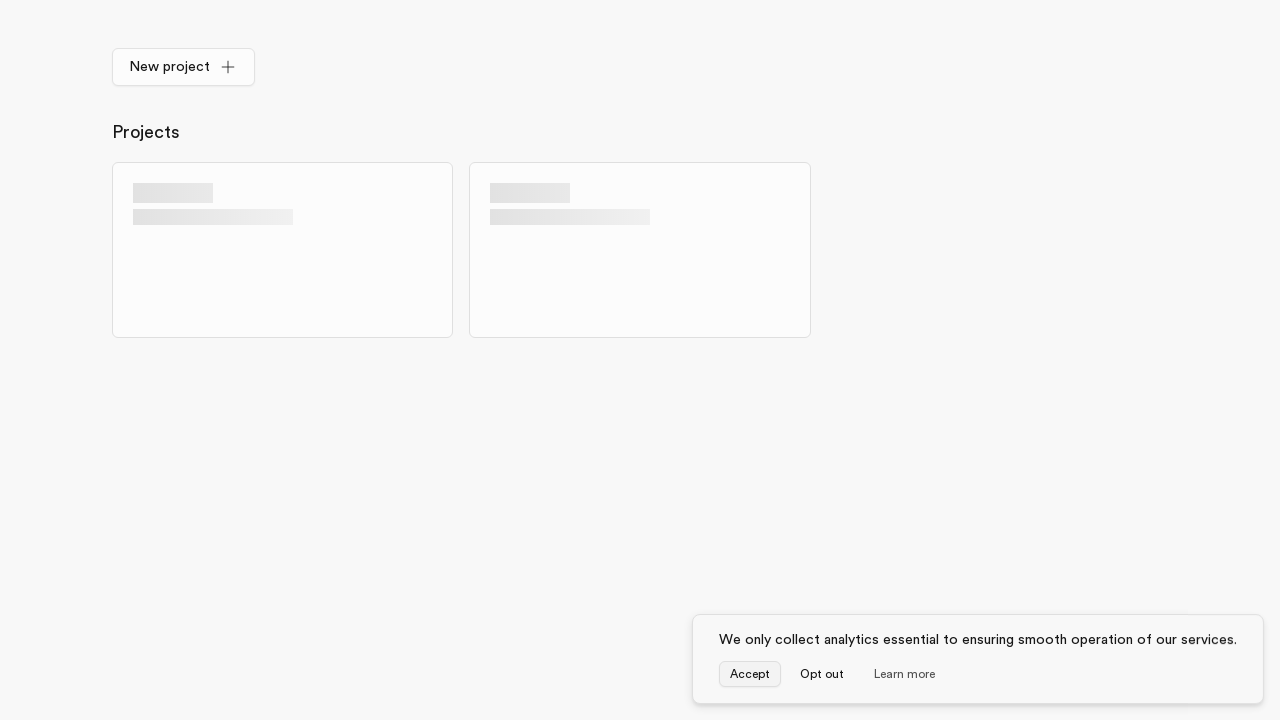 New project
Projects
We only collect analytics essential to ensuring smooth operation of our services.
Accept Opt out Learn more